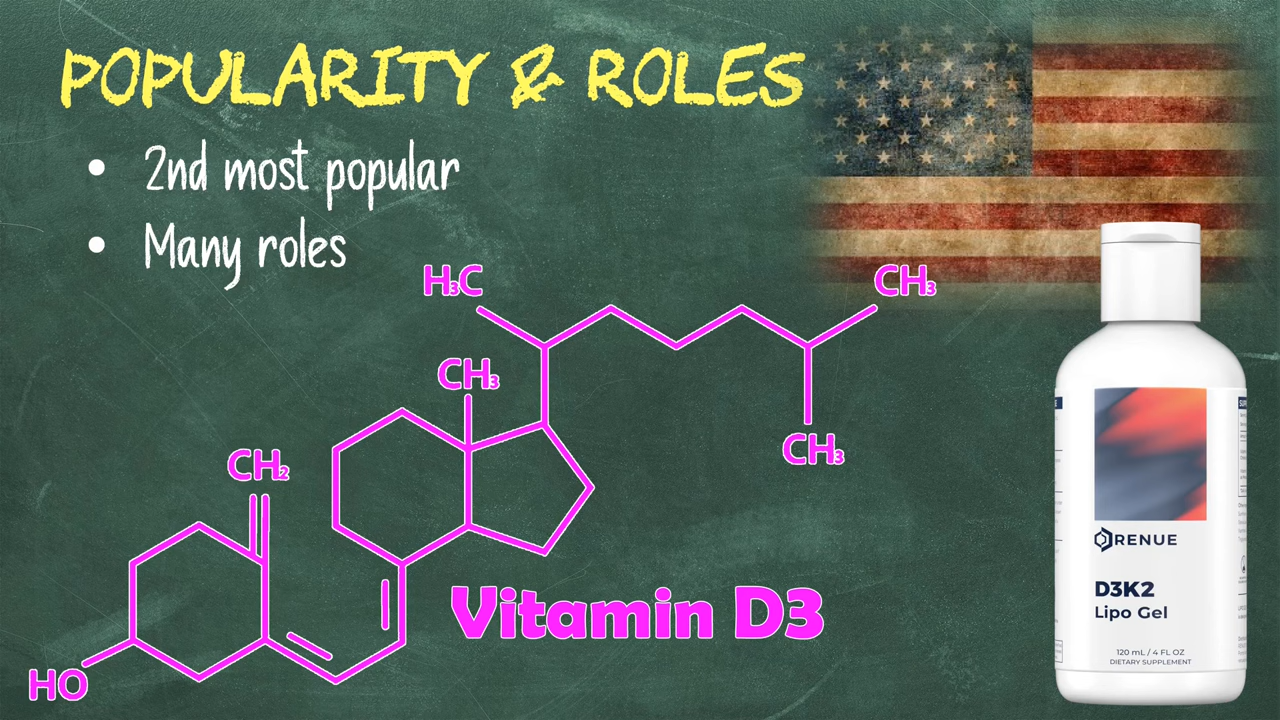 POPULARITY & ROLES
• 2nd most popular
• Many roles
H₃C
CH₃
CH₃
CH₃
CH₂
HO
Vitamin D3
RENUE
D3K2
Lipo Gel
120 mL / 4 FL OZ
DIETARY SUPPLEMENT